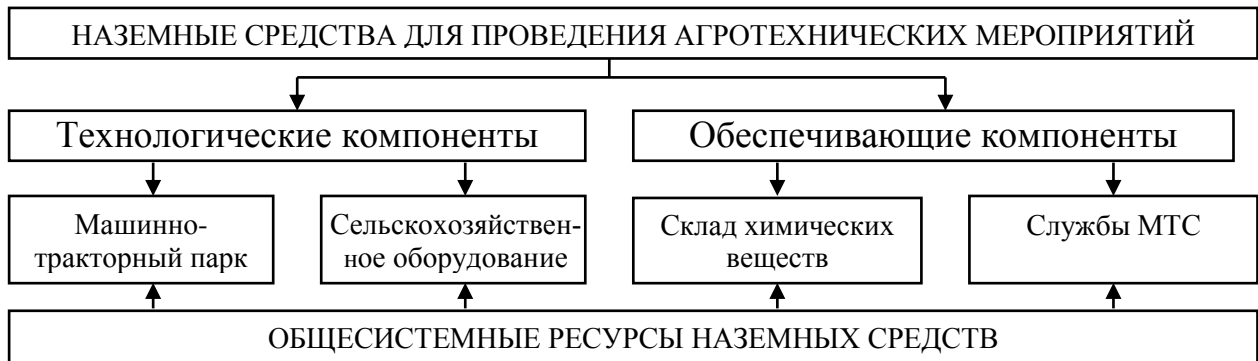 НАЗЕМНЫЕ СРЕДСТВА ДЛЯ ПРОВЕДЕНИЯ АГРОТЕХНИЧЕСКИХ МЕРОПРИЯТИЙ
Технологические компоненты
Обеспечивающие компоненты
Машинно-
тракторный парк
Сельскохозяйствен-
ное оборудование
Склад химических
веществ
Службы МТС
ОБЩЕСИСТЕМНЫЕ РЕСУРСЫ НАЗЕМНЫХ СРЕДСТВ